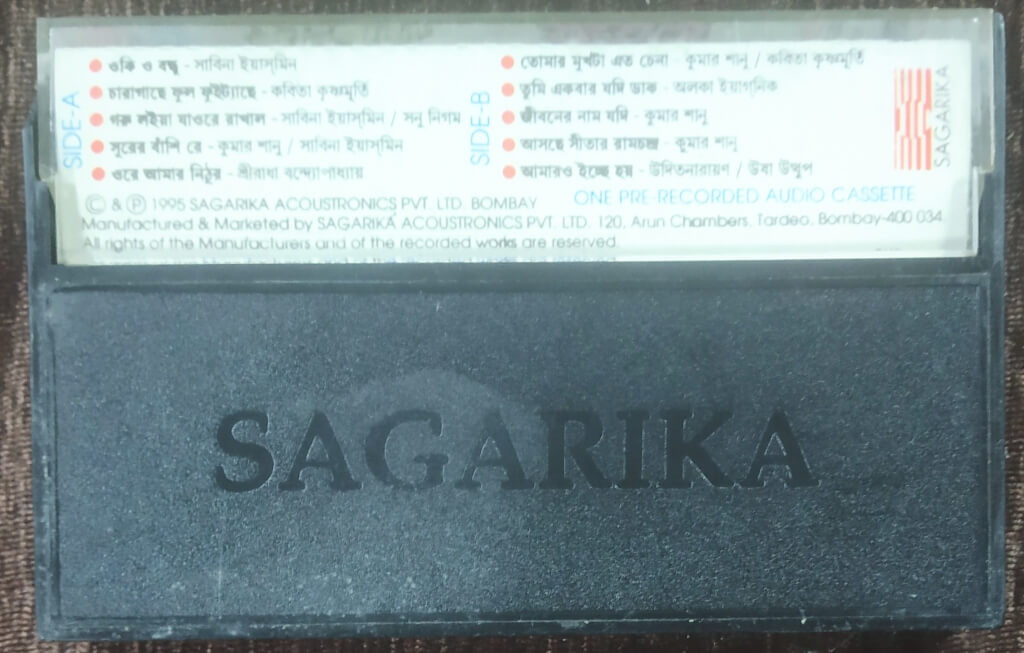 SIDE-A
ওকি ও বন্ধু - সাবিনা ইয়াসমিন
চারাগাছে ফুল ফুইট্যাছে - কবিতা কৃষ্ণমূর্তি
গরু লইয়া যাওরে রাখাল - সাবিনা ইয়াসমিন / সনু নিগম
সুরের বাঁশি রে - কুমার শানু / সাবিনা ইয়াসমিন
ওরে আমার নিঠুর - শ্রীরাধা বন্দ্যোপাধ্যায়
SIDE-B
তোমার মুখটা এত চেনা - কুমার শানু / কবিতা কৃষ্ণমূর্তি
তুমি একবার যদি ডাক - অলকা ইয়াগ্নিক
জীবনের নাম যদি - কুমার শানু
আসছে সীতার রামচন্দ্র - কুমার শানু
আমারও ইচ্ছে হয় - উদিতনারায়ণ / উষা উত্থুপ
SAGARIKA
© & ℗ 1995 SAGARIKA ACOUSTRONICS PVT. LTD. BOMBAY
ONE PRE-RECORDED AUDIO CASSETTE
Manufactured & Marketed by SAGARIKA ACOUSTRONICS PVT. LTD. 120, Arun Chambers, Tardeo, Bombay-400 034.
All rights of the Manufacturers and of the recorded works are reserved.
SAGARIKA